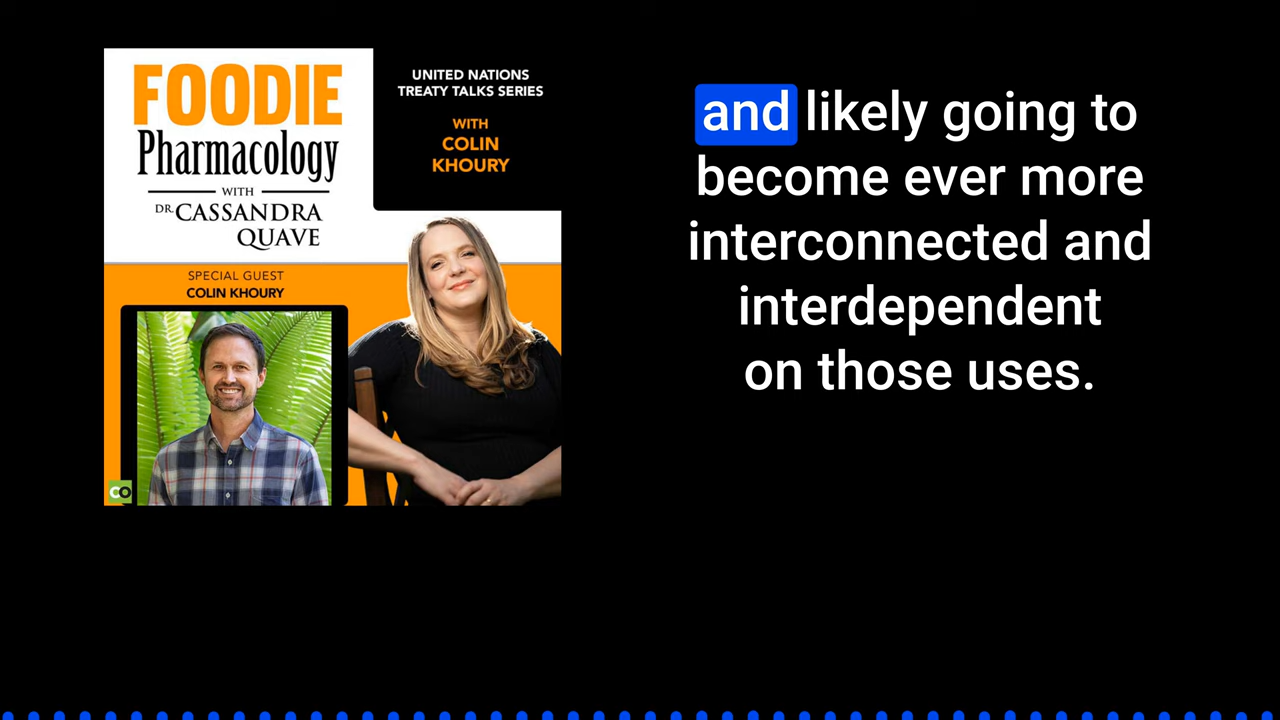 FOODIE
Pharmacology
WITH
DR. CASSANDRA
QUAVE
UNITED NATIONS
TREATY TALKS SERIES
WITH
COLIN
KHOURY
SPECIAL GUEST
COLIN KHOURY
co
and likely going to
become ever more
interconnected and
interdependent
on those uses.